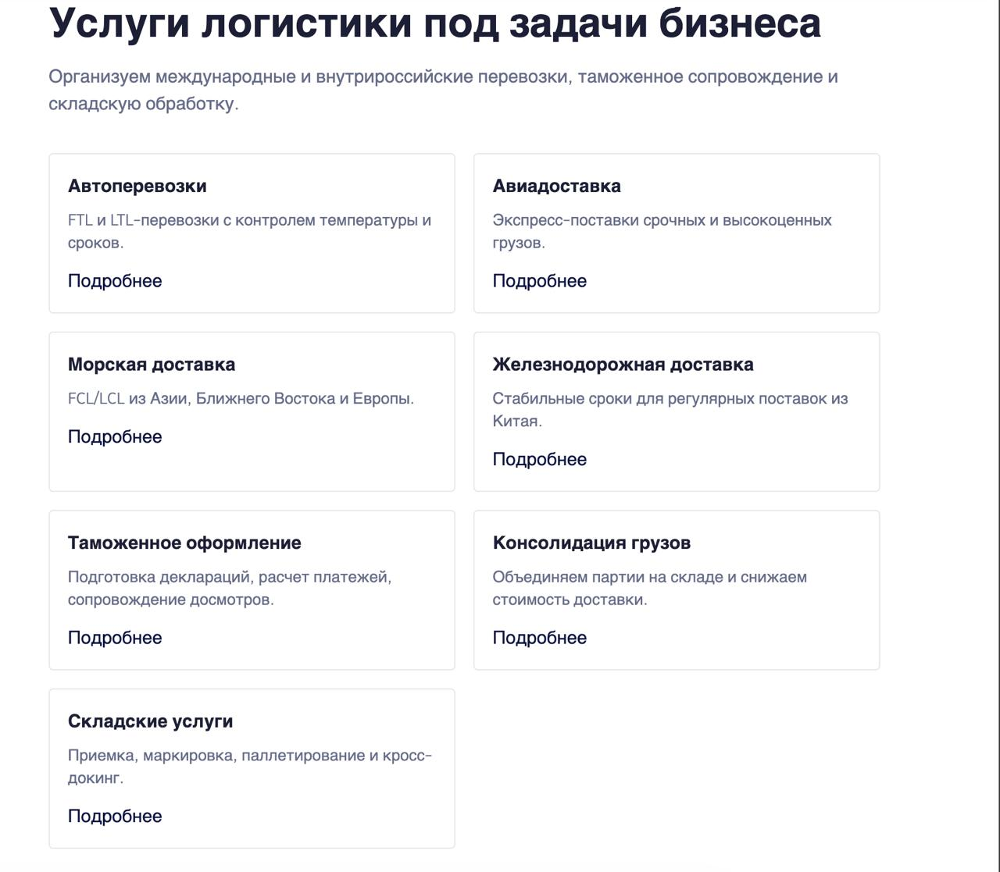 Услуги логистики под задачи бизнеса
Организуем международные и внутрироссийские перевозки, таможенное сопровождение и
складскую обработку.
Автоперевозки
FTL и LTL-перевозки с контролем температуры и
сроков.
Подробнее
Авиадоставка
Экспресс-поставки срочных и высокоценных
грузов.
Подробнее
Морская доставка
FCL/LCL из Азии, Ближнего Востока и Европы.
Подробнее
Железнодорожная доставка
Стабильные сроки для регулярных поставок из
Китая.
Подробнее
Таможенное оформление
Подготовка деклараций, расчет платежей,
сопровождение досмотров.
Подробнее
Консолидация грузов
Объединяем партии на складе и снижаем
стоимость доставки.
Подробнее
Складские услуги
Приемка, маркировка, паллетирование и кросс-
докинг.
Подробнее